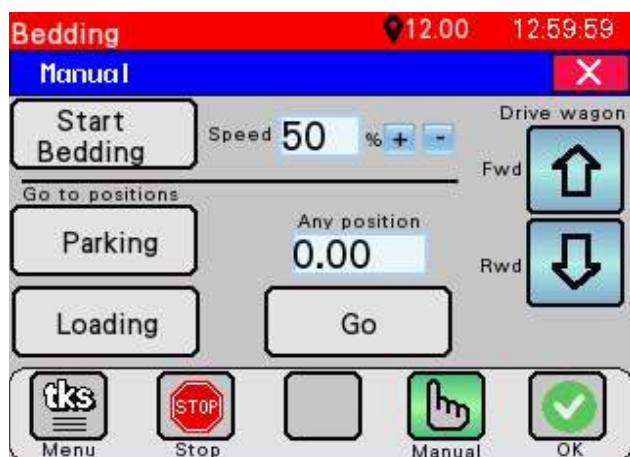 Bedding 12.00 12:59:59
Manual
Start
Bedding
Speed 50 % + -
Drive wagon
Fwd
Go to positions
Parking
Any position
0.00
Rwd
Loading
Go
tks
STOP
Menu
Stop
Manual
OK